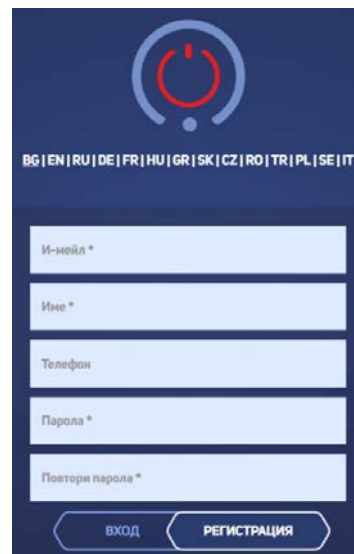 BG | EN | RU | DE | FR | HU | GR | SK | CZ | RO | TR | PL | SE | IT
И-мейл *
Име *
Телефон
Парола *
Повтори парола *
ВХОД
РЕГИСТРАЦИЯ